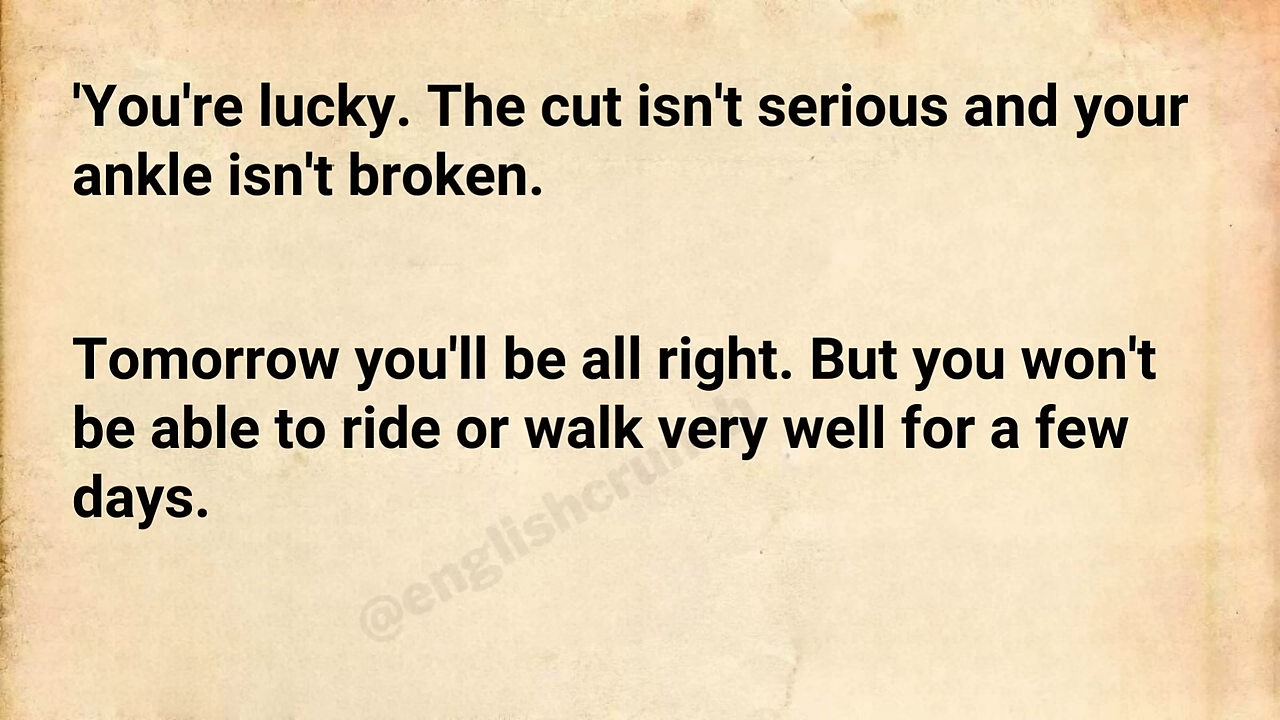 'You're lucky. The cut isn't serious and your
ankle isn't broken.
Tomorrow you'll be all right. But you won't
be able to ride or walk very well for a few
days.
@englishcrunch